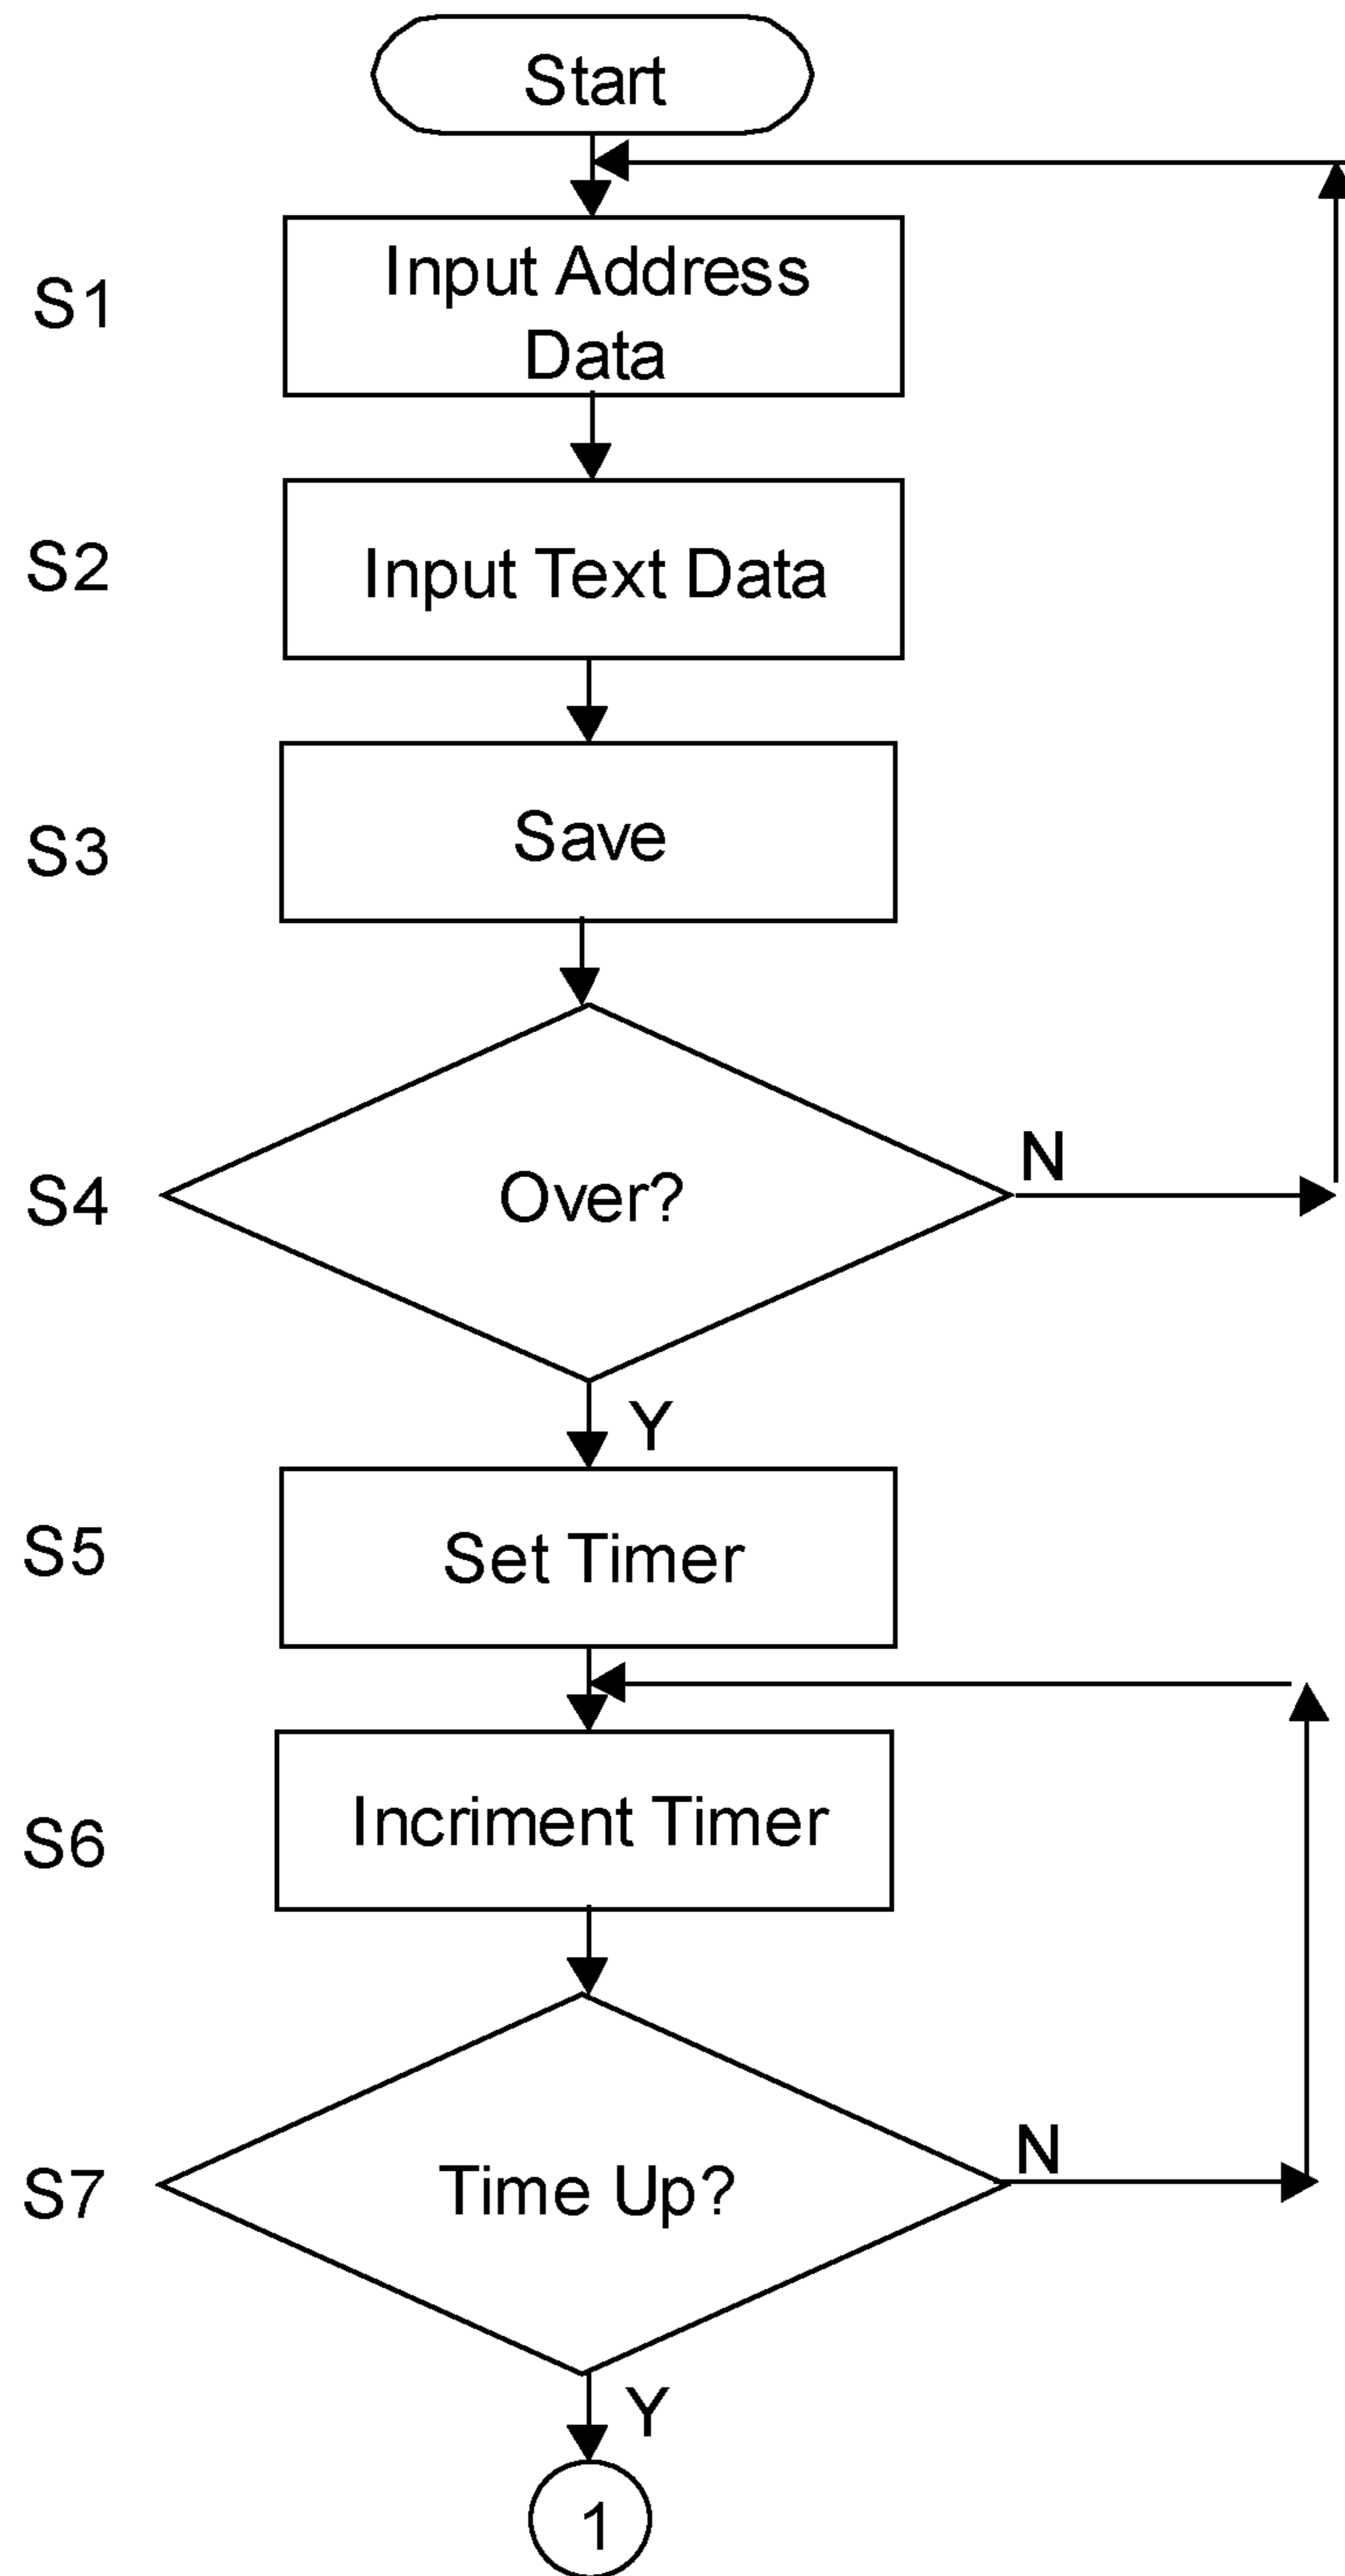 Start
S1
Input Address
Data
S2
Input Text Data
S3
Save
S4
Over?
N
Y
S5
Set Timer
S6
Incriment Timer
S7
Time Up?
N
Y
1